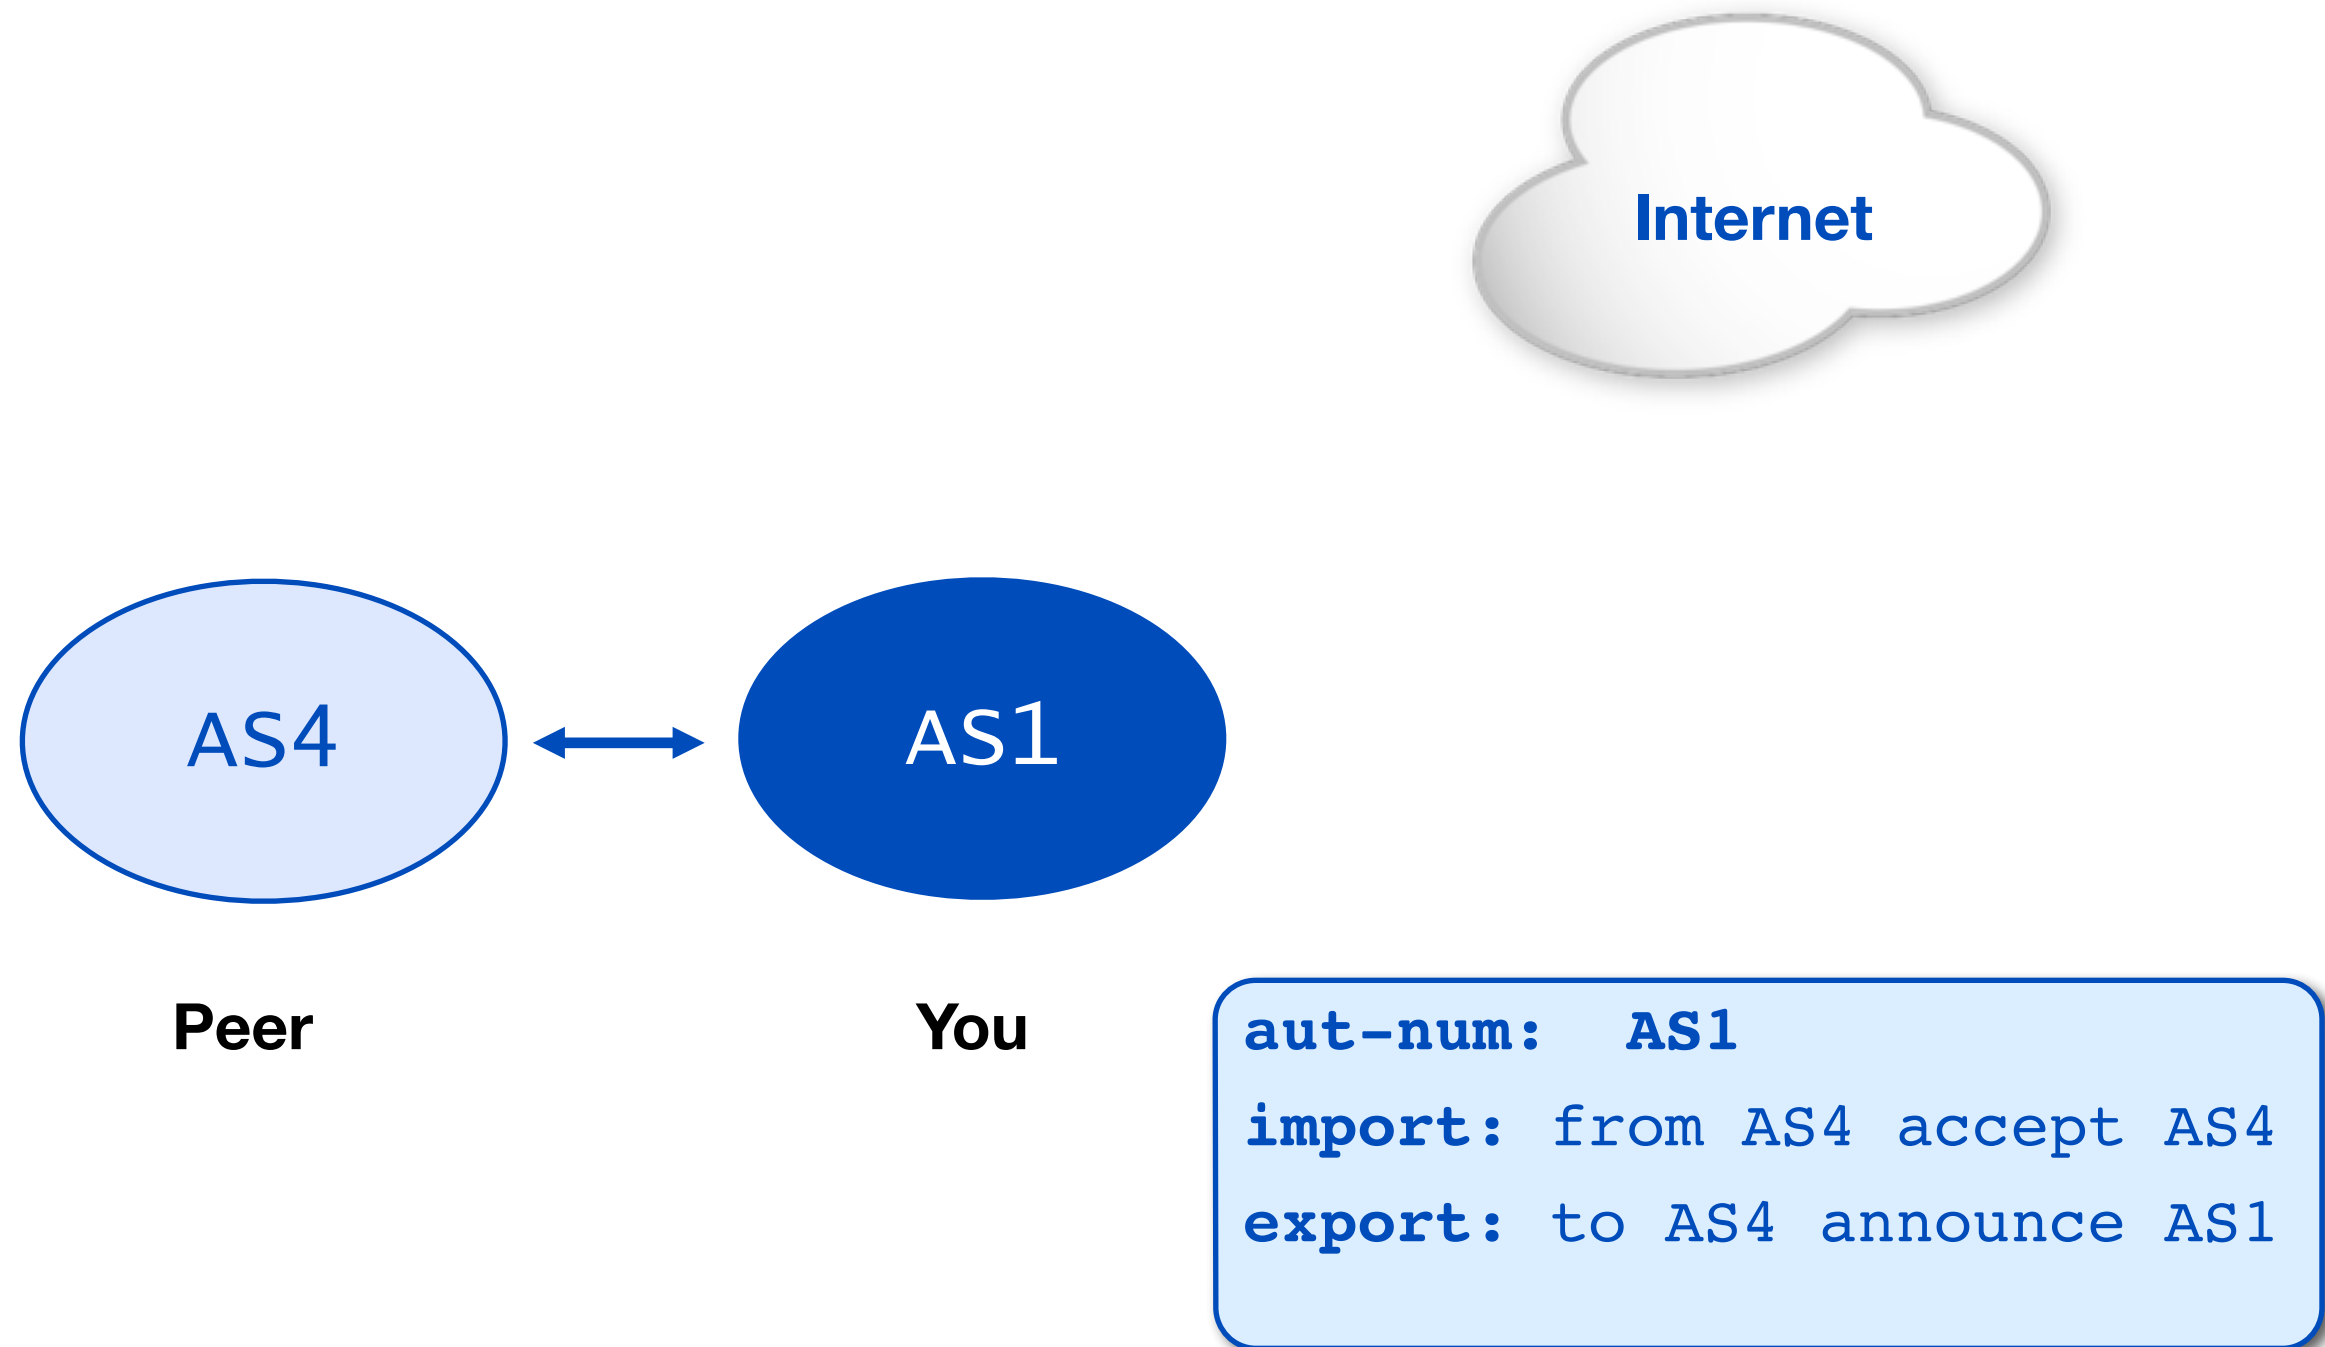 Internet
AS4
AS1
Peer
You
aut-num: AS1
import: from AS4 accept AS4
export: to AS4 announce AS1